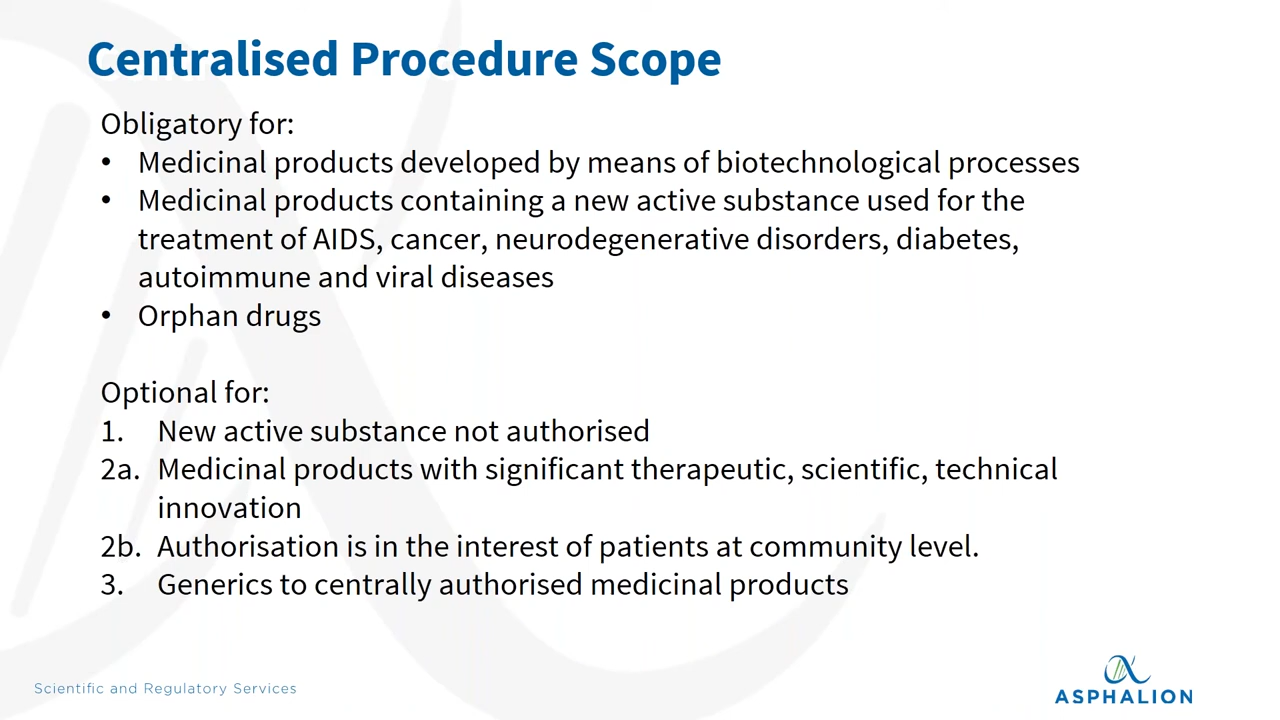 Centralised Procedure Scope
Obligatory for:
• Medicinal products developed by means of biotechnological processes
• Medicinal products containing a new active substance used for the
treatment of AIDS, cancer, neurodegenerative disorders, diabetes,
autoimmune and viral diseases
• Orphan drugs
Optional for:
1. New active substance not authorised
2a. Medicinal products with significant therapeutic, scientific, technical
innovation
2b. Authorisation is in the interest of patients at community level.
3. Generics to centrally authorised medicinal products
Scientific and Regulatory Services
ASPHALION